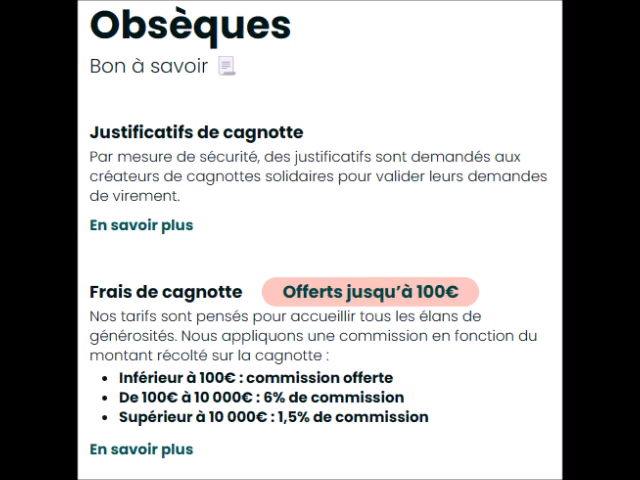 Obsèques
Bon à savoir
Justificatifs de cagnotte
Par mesure de sécurité, des justificatifs sont demandés aux
créateurs de cagnottes solidaires pour valider leurs demandes
de virement.
En savoir plus
Frais de cagnotte Offerts jusqu'à 100€
Nos tarifs sont pensés pour accueillir tous les élans de
générosités. Nous appliquons une commission en fonction du
montant récolté sur la cagnotte :
• Inférieur à 100€ : commission offerte
• De 100€ à 10 000€ : 6% de commission
• Supérieur à 10 000€ : 1,5% de commission
En savoir plus